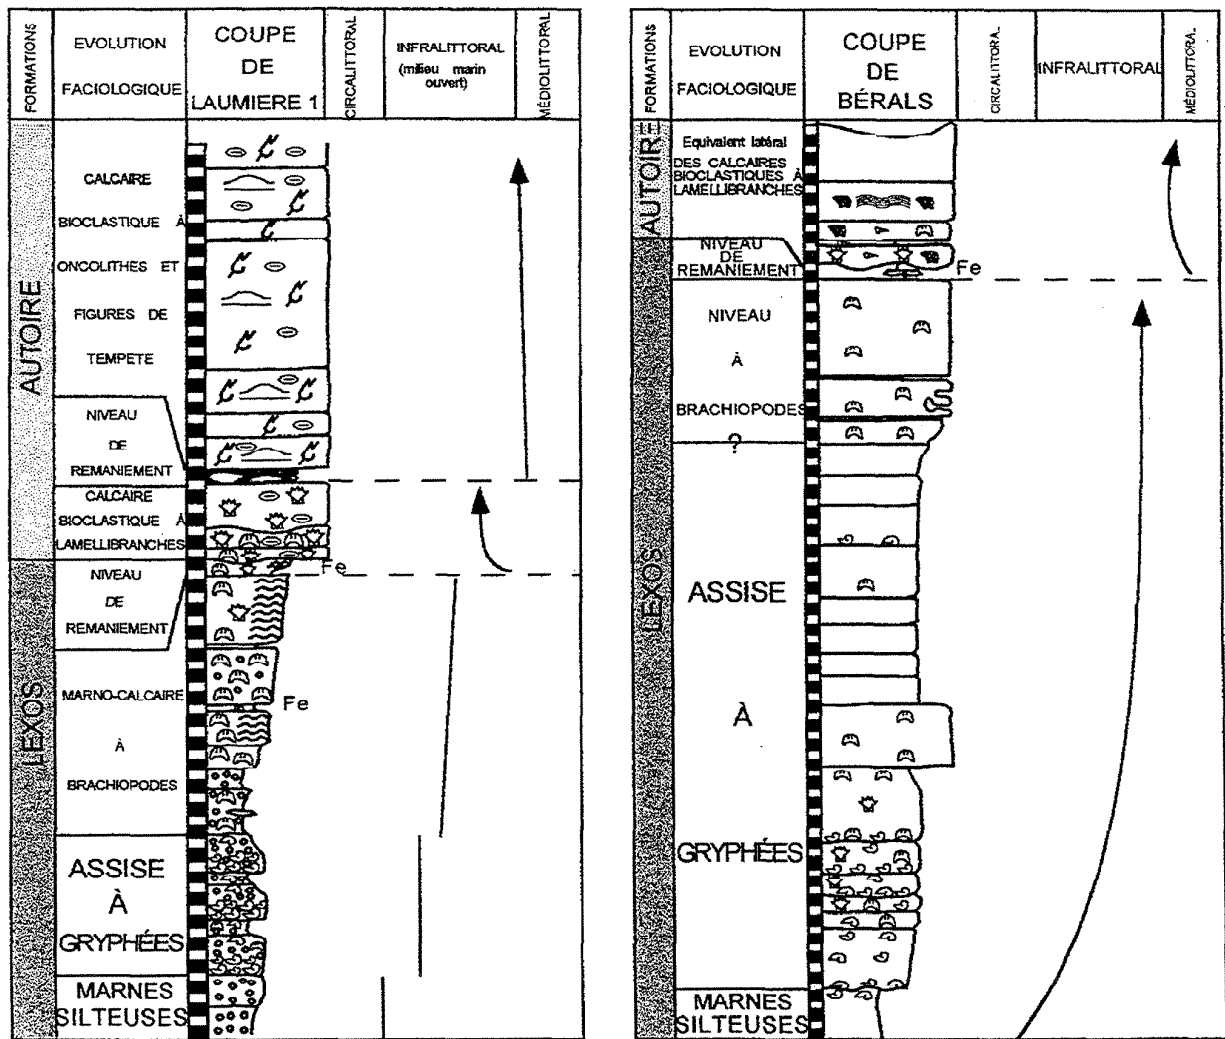 FORMATIONS
EVOLUTION
FACIOLOGIQUE
COUPE
DE
LAUMIERE 1
CIRCALITTORAL
INFRALITTORAL
(milieu marin
ouvert)
MÉDIOLITTORAL
AUTOIRE
CALCAIRE
BIOCLASTIQUE À
ONCOLITHES ET
FIGURES DE
TEMPETE
NIVEAU
DE
REMANIEMENT
CALCAIRE
BIOCLASTIQUE À
LAMELLIBRANCHES
Fe
LEXOS
NIVEAU
DE
REMANIEMENT
MARNO-CALCAIRE
À
BRACHIOPODES
Fe
ASSISE
À
GRYPHÉES
MARNES
SILTEUSES
FORMATIONS
EVOLUTION
FACIOLOGIQUE
COUPE
DE
BÉRALS
CIRCALITTORAL
INFRALITTORAL
MÉDIOLITTORAL
AUTOIRE
Equivalent latéral
DES CALCAIRES
BIOCLASTIQUES À
LAMELLIBRANCHES
NIVEAU
DE
REMANIEMENT
Fe
LEXOS
NIVEAU
À
BRACHIOPODES
?
ASSISE
À
GRYPHÉES
MARNES
SILTEUSES